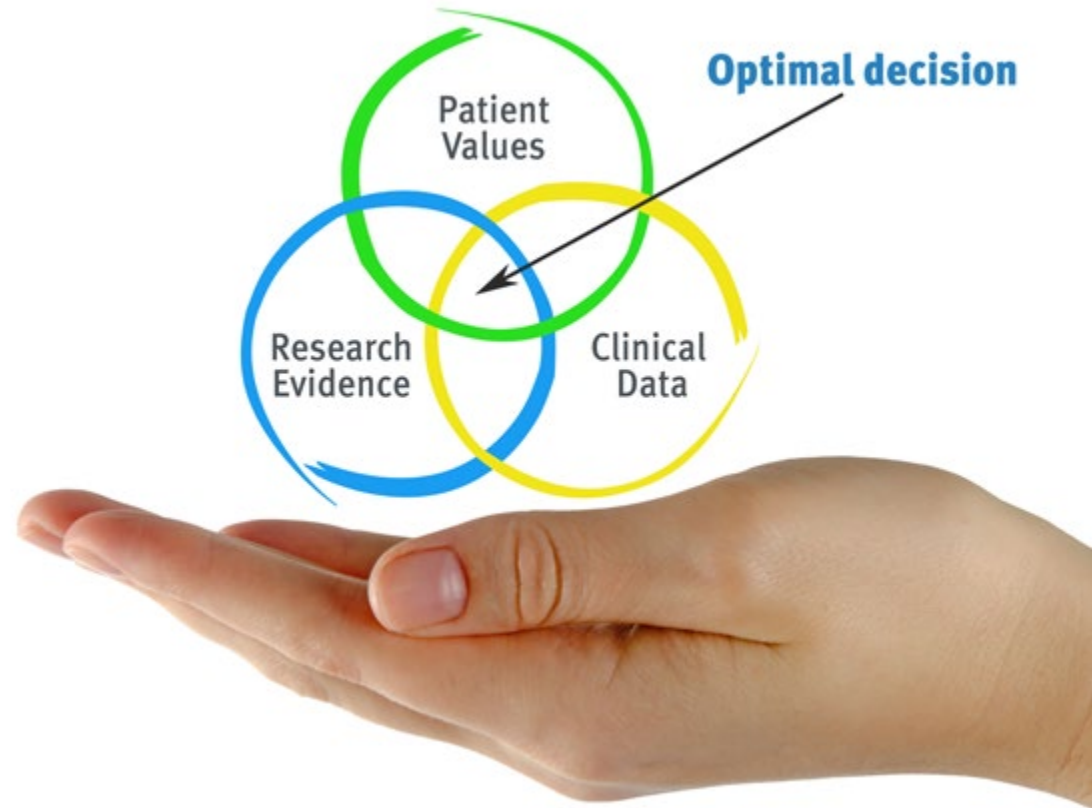 Optimal decision
Patient
Values
Research
Evidence
Clinical
Data